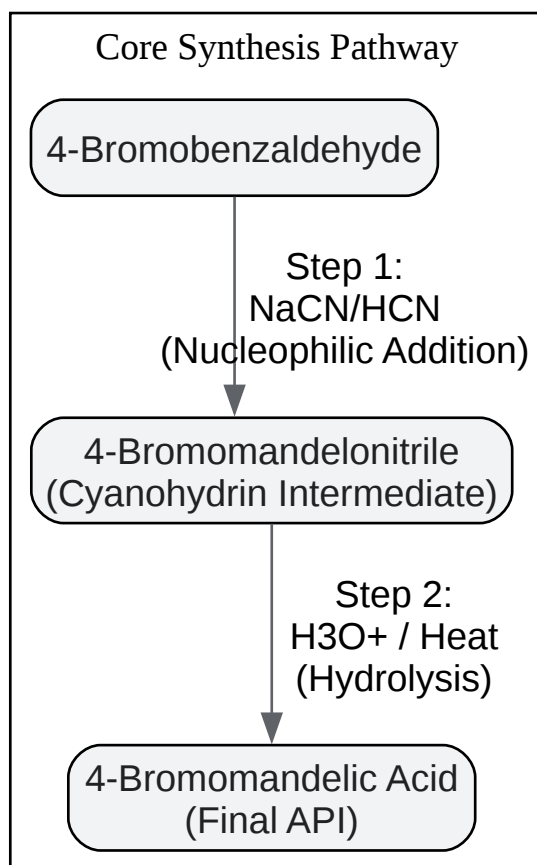 Core Synthesis Pathway
4-Bromobenzaldehyde
Step 1:
NaCN/HCN
(Nucleophilic Addition)
4-Bromomandelonitrile
(Cyanohydrin Intermediate)
Step 2:
H3O+ / Heat
(Hydrolysis)
4-Bromomandelic Acid
(Final API)